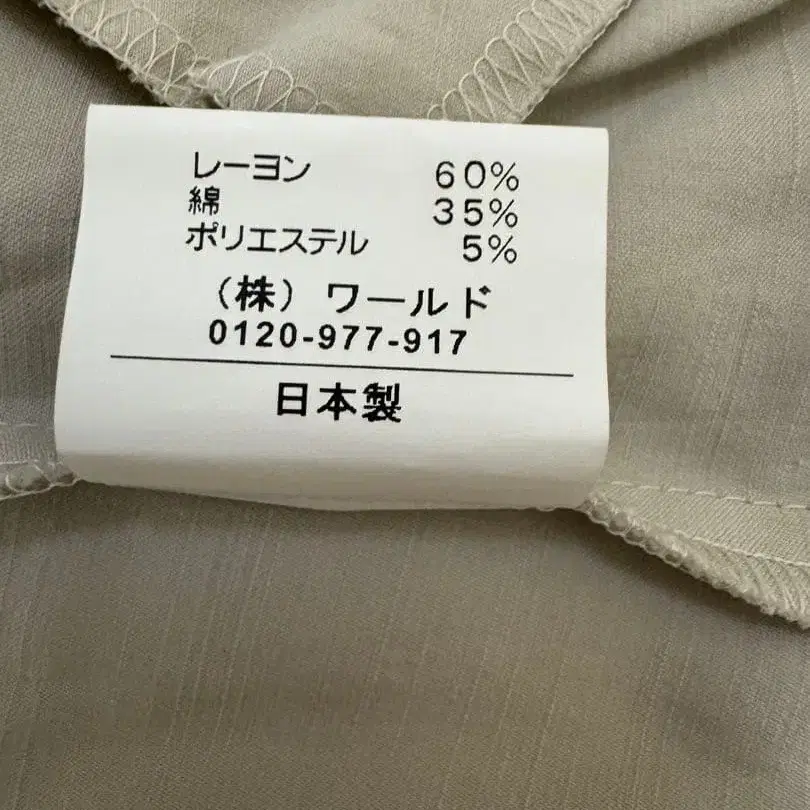 レーヨン 60%
綿 35%
ポリエステル 5%
（株）ワールド
0120-977-917
日本製